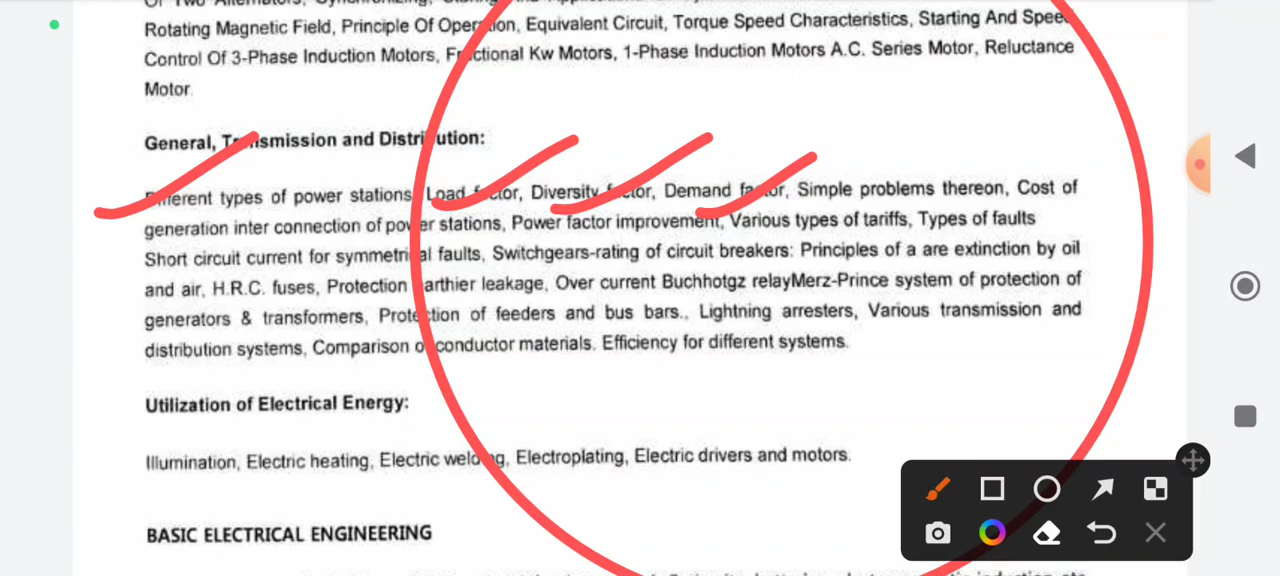 Rotating Magnetic Field, Principle Of Operation, Equivalent Circuit, Torque Speed Characteristics, Starting And Speed
Control Of 3-Phase Induction Motors, Fractional Kw Motors, 1-Phase Induction Motors A.C. Series Motor, Reluctance
Motor.
General, Transmission and Distribution:
Different types of power stations, Load factor, Diversity factor, Demand factor, Simple problems thereon, Cost of
generation inter connection of power stations, Power factor improvement, Various types of tariffs, Types of faults
Short circuit current for symmetrical faults, Switchgears-rating of circuit breakers: Principles of a are extinction by oil
and air, H.R.C. fuses, Protection earthier leakage, Over current Buchhotgz relayMerz-Prince system of protection of
generators & transformers, Protection of feeders and bus bars., Lightning arresters, Various transmission and
distribution systems, Comparison of conductor materials. Efficiency for different systems.
Utilization of Electrical Energy:
Illumination, Electric heating, Electric welding, Electroplating, Electric drivers and motors.
BASIC ELECTRICAL ENGINEERING